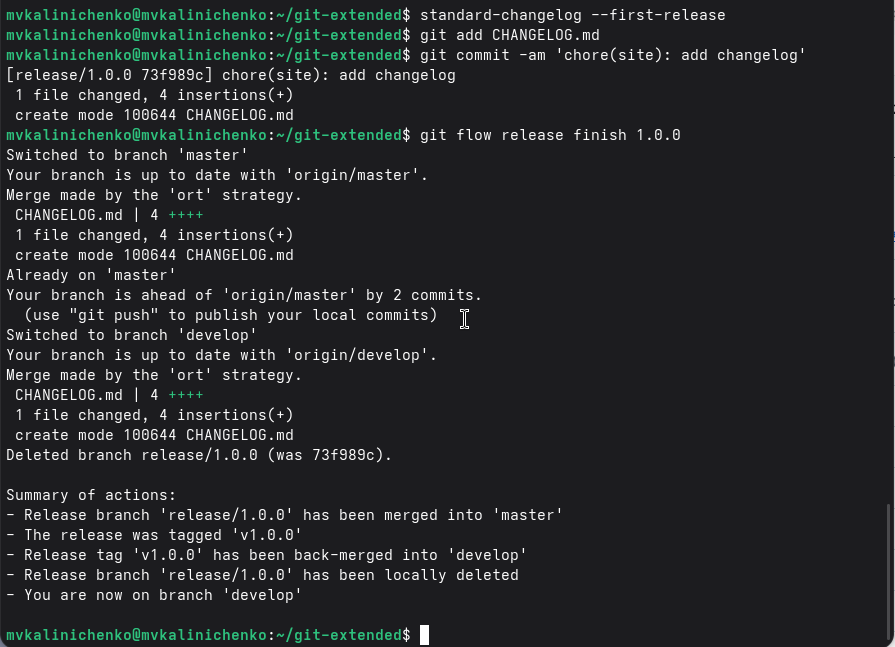 mvkalinichenko@mvkalinichenko:~/git-extended$ standard-changelog --first-release
mvkalinichenko@mvkalinichenko:~/git-extended$ git add CHANGELOG.md
mvkalinichenko@mvkalinichenko:~/git-extended$ git commit -am 'chore(site): add changelog'
[release/1.0.0 73f989c] chore(site): add changelog
 1 file changed, 4 insertions(+)
 create mode 100644 CHANGELOG.md
mvkalinichenko@mvkalinichenko:~/git-extended$ git flow release finish 1.0.0
Switched to branch 'master'
Your branch is up to date with 'origin/master'.
Merge made by the 'ort' strategy.
 CHANGELOG.md | 4 ++++
 1 file changed, 4 insertions(+)
 create mode 100644 CHANGELOG.md
Already on 'master'
Your branch is ahead of 'origin/master' by 2 commits.
  (use "git push" to publish your local commits)
Switched to branch 'develop'
Your branch is up to date with 'origin/develop'.
Merge made by the 'ort' strategy.
 CHANGELOG.md | 4 ++++
 1 file changed, 4 insertions(+)
 create mode 100644 CHANGELOG.md
Deleted branch release/1.0.0 (was 73f989c).

Summary of actions:
- Release branch 'release/1.0.0' has been merged into 'master'
- The release was tagged 'v1.0.0'
- Release tag 'v1.0.0' has been back-merged into 'develop'
- Release branch 'release/1.0.0' has been locally deleted
- You are now on branch 'develop'

mvkalinichenko@mvkalinichenko:~/git-extended$